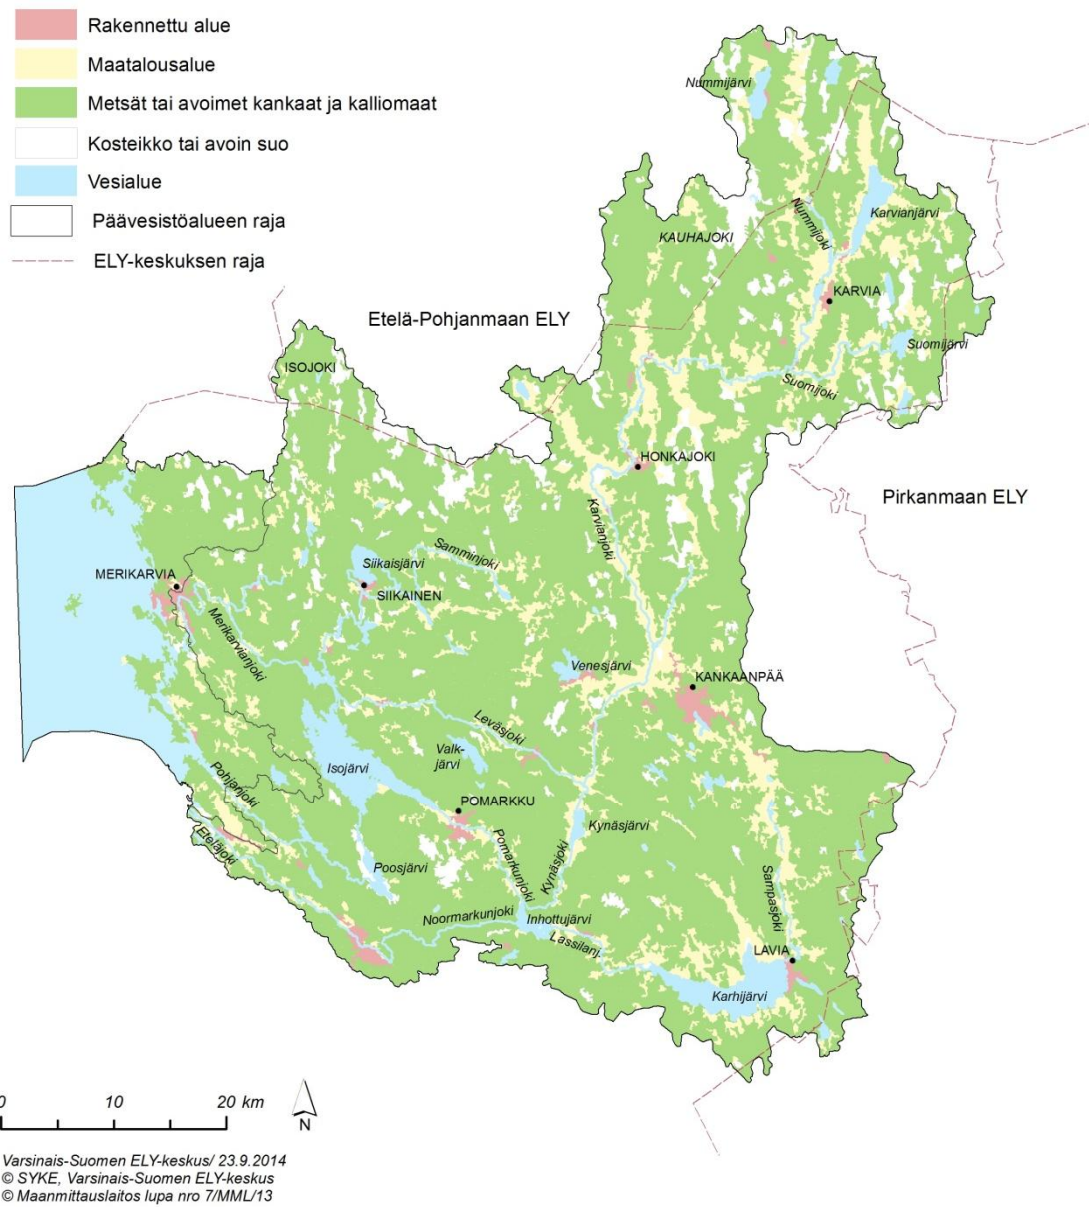 Rakennettu alue
Maatalousalue
Metsät tai avoimet kankaat ja kalliomaat
Kosteikko tai avoin suo
Vesialue
Päävesistöalueen raja
ELY-keskuksen raja
Nummijärvi
Nummijoki
Karvianjärvi
KAUHAJOKI
KARVIA
Etelä-Pohjanmaan ELY
Suomijärvi
ISOJOKI
Suomijoki
HONKAJOKI
Pirkanmaan ELY
Karvianjoki
Samminjoki
Siikaisjärvi
MERIKARVIA
SIIKAINEN
Merikarvianjoki
Venesjärvi
KANKAANPÄÄ
Leväsjoki
Valk-
järvi
Isojärvi
Pohjanjoki
POMARKKU
Kynäsjärvi
Eteläjoki
Pomarkunjoki
Kynäsjoki
Poosjärvi
Sampasjoki
Noormarkunjoki
Inhottujärvi
Lassilanj.
LAVIA
Karhijärvi
0 10 20 km
N
Varsinais-Suomen ELY-keskus/ 23.9.2014
© SYKE, Varsinais-Suomen ELY-keskus
© Maanmittauslaitos lupa nro 7/MML/13